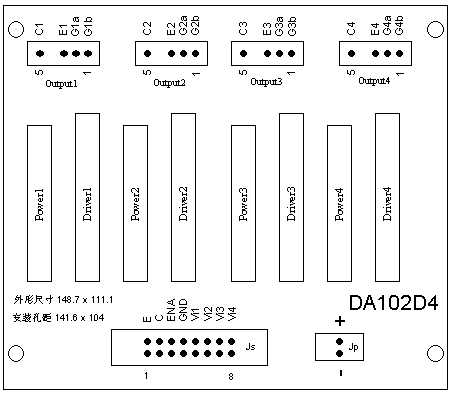 C1 E1 G1a G1b
C2 E2 G2a G2b
C3 E3 G3a G3b
C4 E4 G4a G4b
5 1
5 1
5 1
5 1
Output1
Output2
Output3
Output4
Power1
Driver1
Power2
Driver2
Power3
Driver3
Power4
Driver4
外形尺寸 148.7 x 111.1
安装孔距 141.6 x 104
DA102D4
E C ENA GND VI1 VI2 VI3 VI4
Js
1 8
+
Jp
-